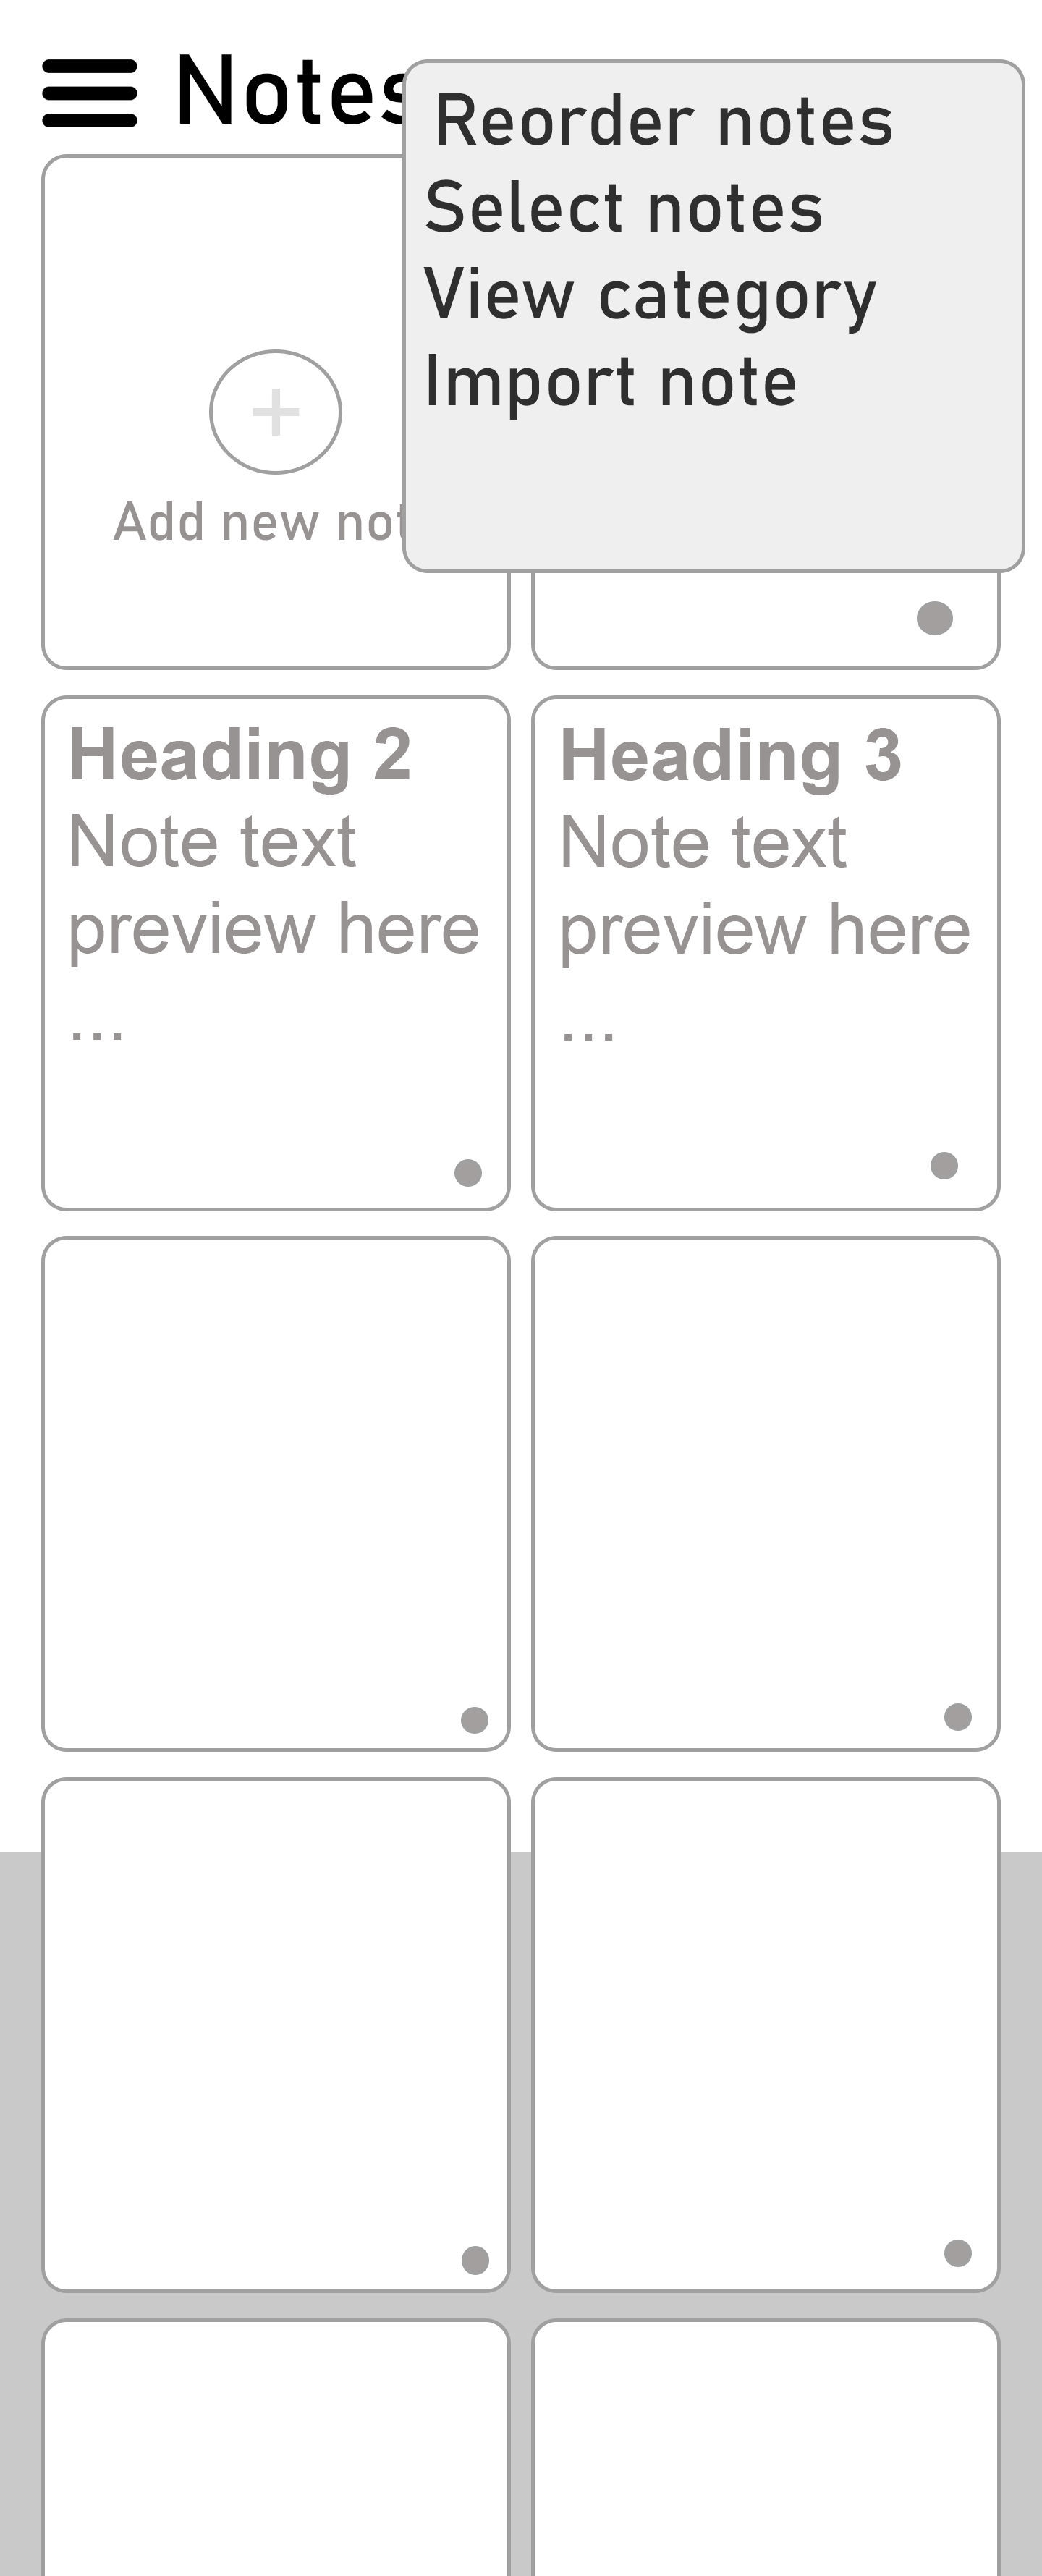 Notes
Reorder notes
Select notes
View category
Import note
+
Add new not
Heading 2
Note text
preview here
...
Heading 3
Note text
preview here
...